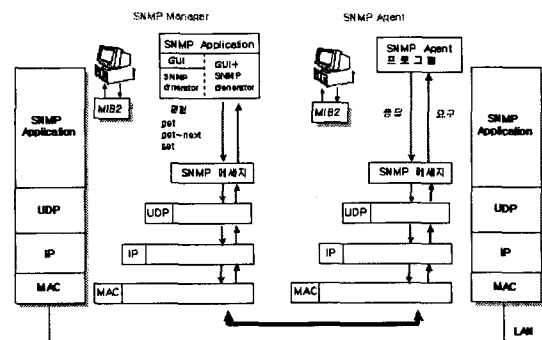 SNMP Manager
SNMP Agent
SNMP Application
GUI
SNMP
GUI+
SNMP
MIB2
get
get-next
set
SNMP 메세지
UDP
IP
MAC
SNMP
Application
UDP
IP
MAC
SNMP Agent
프로그램
MIB2
응답
요구
SNMP 메세지
UDP
IP
MAC
SNMP
Application
UDP
IP
MAC
LAN